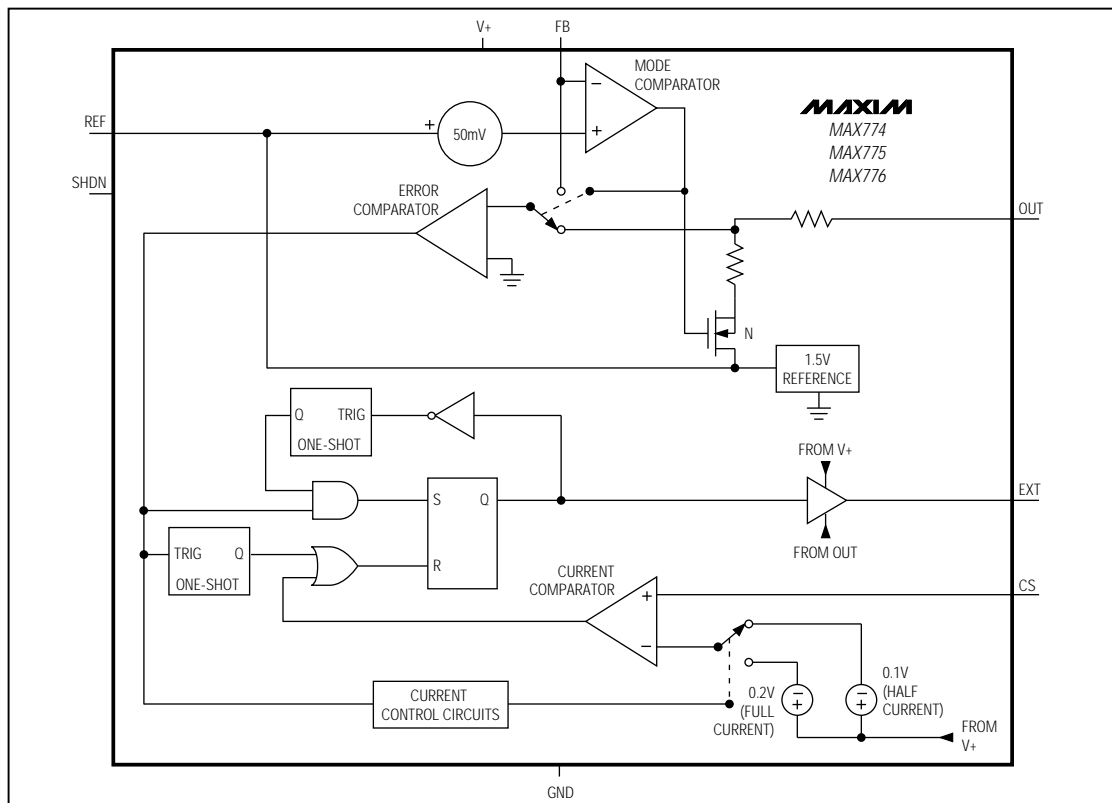 V+
FB
MODE
COMPARATOR
−
+
+
50mV
REF
SHDN
MAXIM
MAX774
MAX775
MAX776
ERROR
COMPARATOR
OUT
N
1.5V
REFERENCE
Q TRIG
ONE-SHOT
FROM V+
S Q
EXT
FROM OUT
TRIG Q
ONE-SHOT
R
CURRENT
COMPARATOR
+
−
CS
0.2V
(FULL
CURRENT)
−
+
−
+
0.1V
(HALF
CURRENT)
CURRENT
CONTROL CIRCUITS
FROM
V+
GND